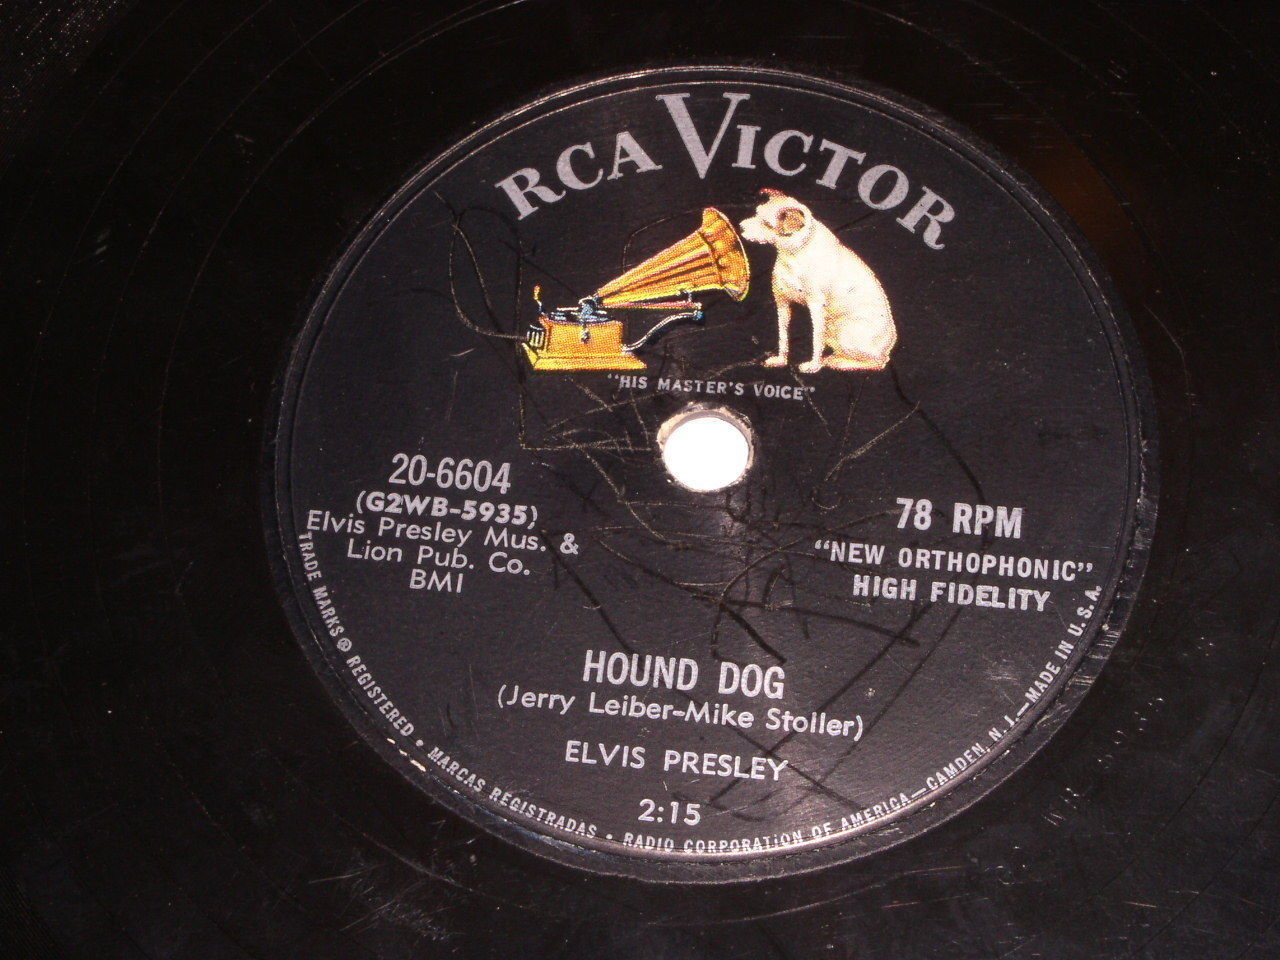 RCA VICTOR
"HIS MASTER'S VOICE"
20-6604
(G2WB-5935)
Elvis Presley Mus. &
Lion Pub. Co.
BMI
78 RPM
"NEW ORTHOPHONIC"
HIGH FIDELITY
HOUND DOG
(Jerry Leiber-Mike Stoller)
ELVIS PRESLEY
2:15
TRADE MARKS ® REGISTERED • MARCAS REGISTRADAS • RADIO CORPORATION OF AMERICA—CAMDEN, N. J.—MADE IN U. S. A.